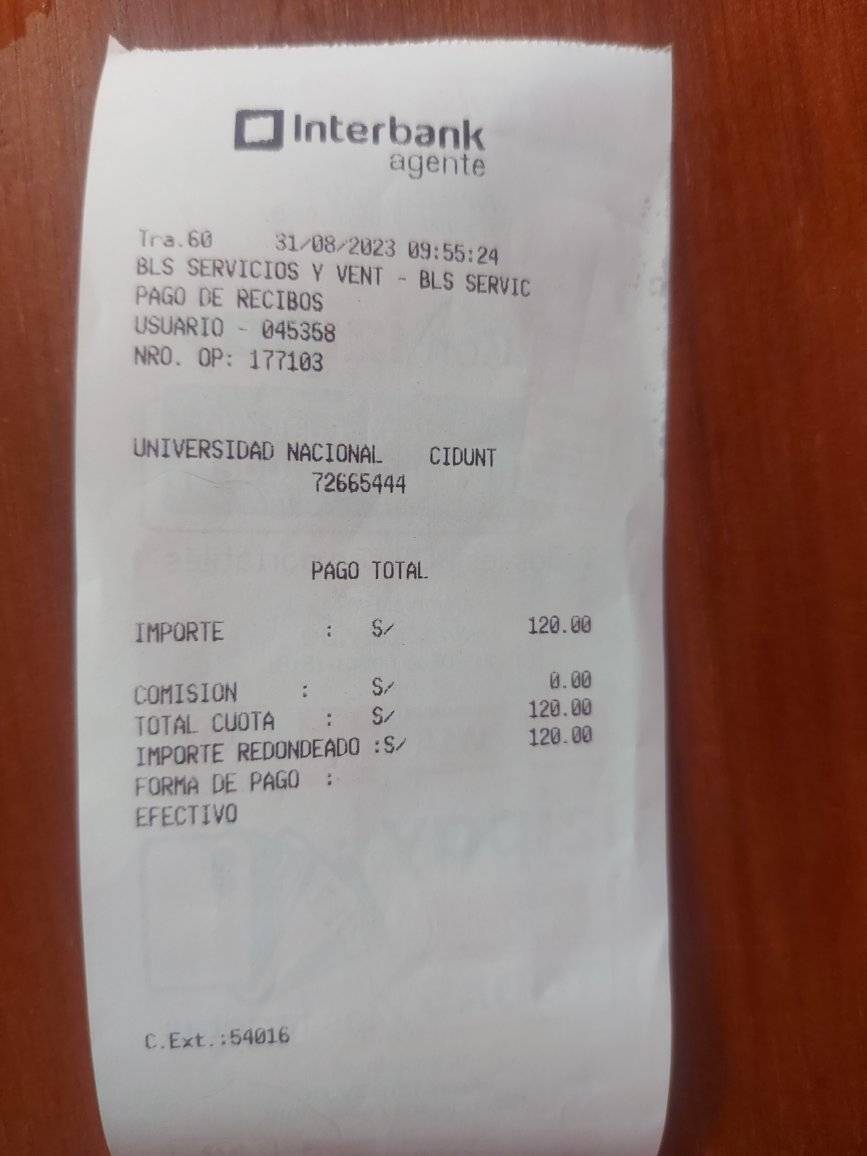 Interbank
agente
Tra.60 31/08/2023 09:55:24
BLS SERVICIOS Y VENT - BLS SERVIC
PAGO DE RECIBOS
USUARIO - 045358
NRO. OP: 177103
UNIVERSIDAD NACIONAL CIDUNT
72665444
PAGO TOTAL
IMPORTE : S/ 120.00
COMISION : S/ 0.00
TOTAL CUOTA : S/ 120.00
IMPORTE REDONDEADO :S/ 120.00
FORMA DE PAGO :
EFECTIVO
C.Ext.:54016